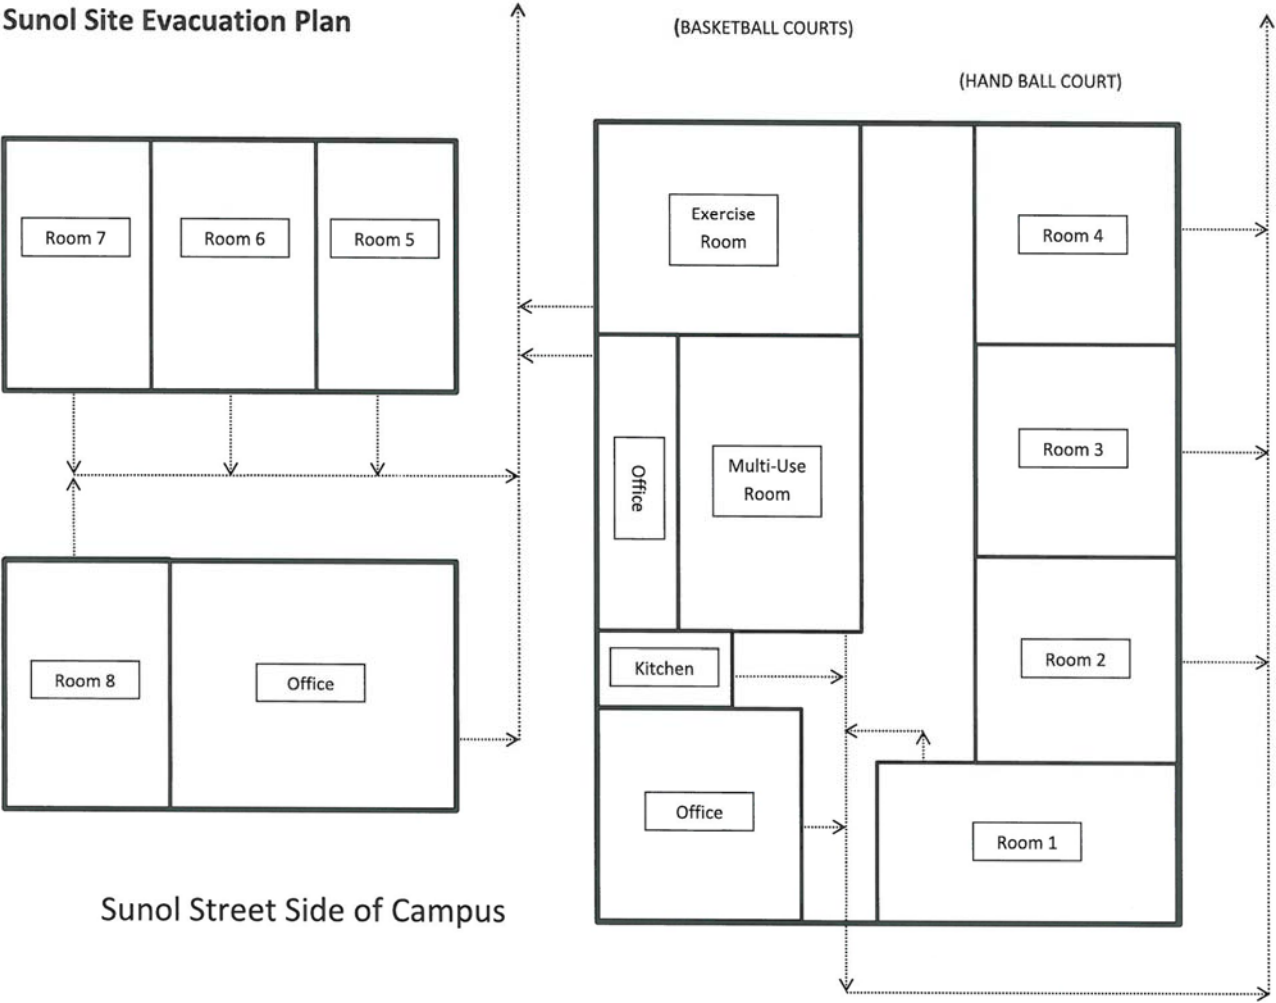 Sunol Site Evacuation Plan
(BASKETBALL COURTS)
(HAND BALL COURT)
Room 7
Room 6
Room 5
Exercise
Room
Room 4
Office
Multi-Use
Room
Room 3
Room 8
Office
Kitchen
Room 2
Office
Room 1
Sunol Street Side of Campus